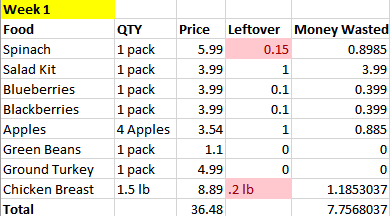 Week 1
Food QTY Price Leftover Money Wasted
Spinach 1 pack 5.99 0.15 0.8985
Salad Kit 1 pack 3.99 1 3.99
Blueberries 1 pack 3.99 0.1 0.399
Blackberries 1 pack 3.99 0.1 0.399
Apples 4 Apples 3.54 1 0.885
Green Beans 1 pack 1.1 0 0
Ground Turkey 1 pack 4.99 0 0
Chicken Breast 1.5 lb 8.89 .2 lb 1.1853037
Total 36.48 7.7568037